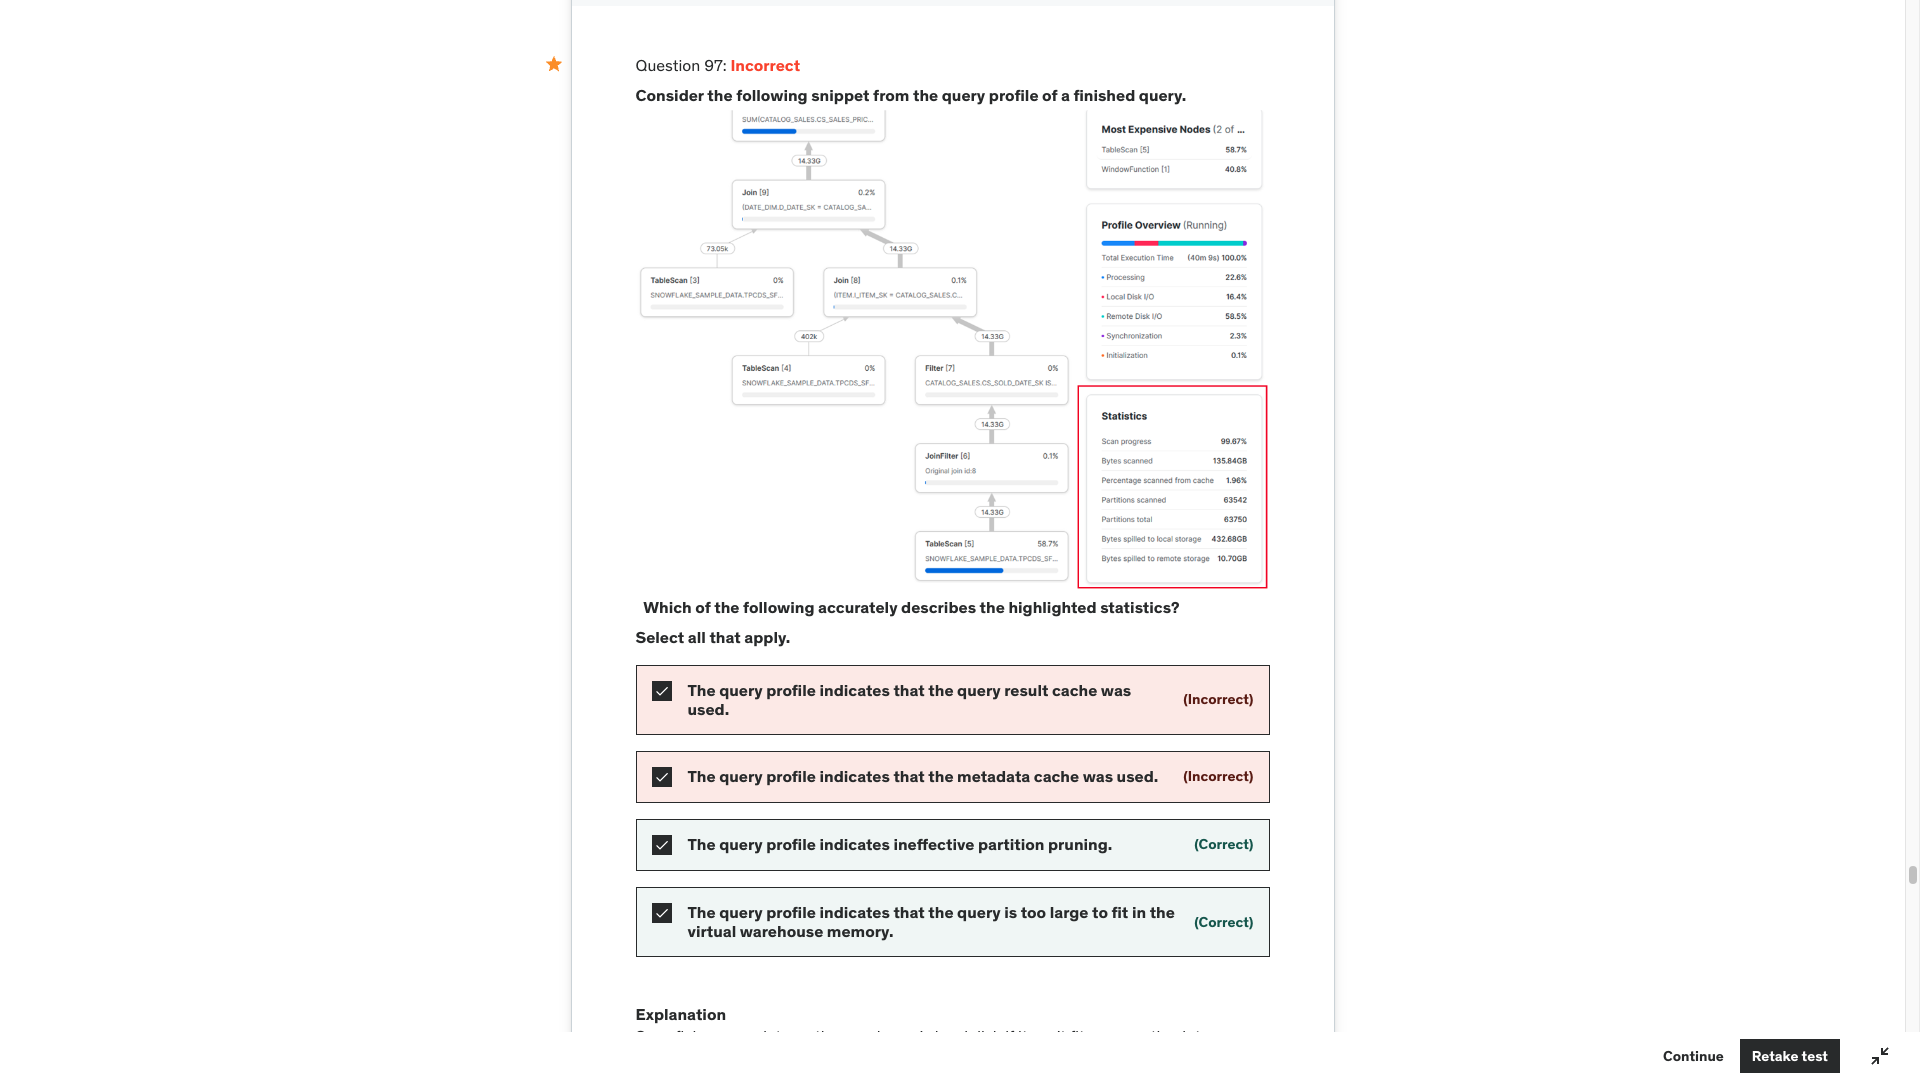 Question 97: Incorrect
Consider the following snippet from the query profile of a finished query.
SUM(CATALOG_SALES.CS_SALES_PRIC...
14.33G
Join [9] 0.2%
(DATE_DIM.D_DATE_SK = CATALOG_SA...
73.05k
14.33G
TableScan [3] 0%
SNOWFLAKE_SAMPLE_DATA.TPCDS_SF...
Join [8] 0.1%
(ITEM.I_ITEM_SK = CATALOG_SALES.C...
402k
14.33G
TableScan [4] 0%
SNOWFLAKE_SAMPLE_DATA.TPCDS_SF...
Filter [7] 0%
CATALOG_SALES.CS_SOLD_DATE_SK IS...
14.33G
JoinFilter [6] 0.1%
Original join id:8
14.33G
TableScan [5] 58.7%
SNOWFLAKE_SAMPLE_DATA.TPCDS_SF...
Most Expensive Nodes (2 of ...
TableScan [5] 58.7%
WindowFunction [1] 40.8%
Profile Overview (Running)
Total Execution Time (40m 9s) 100.0%
Processing 22.6%
Local Disk I/O 16.4%
Remote Disk I/O 58.5%
Synchronization 2.3%
Initialization 0.1%
Statistics
Scan progress 99.67%
Bytes scanned 135.84GB
Percentage scanned from cache 1.96%
Partitions scanned 63542
Partitions total 63750
Bytes spilled to local storage 432.68GB
Bytes spilled to remote storage 10.70GB
Which of the following accurately describes the highlighted statistics?
Select all that apply.
The query profile indicates that the query result cache was
used.
(Incorrect)
The query profile indicates that the metadata cache was used.
(Incorrect)
The query profile indicates ineffective partition pruning.
(Correct)
The query profile indicates that the query is too large to fit in the
virtual warehouse memory.
(Correct)
Explanation
Continue
Retake test